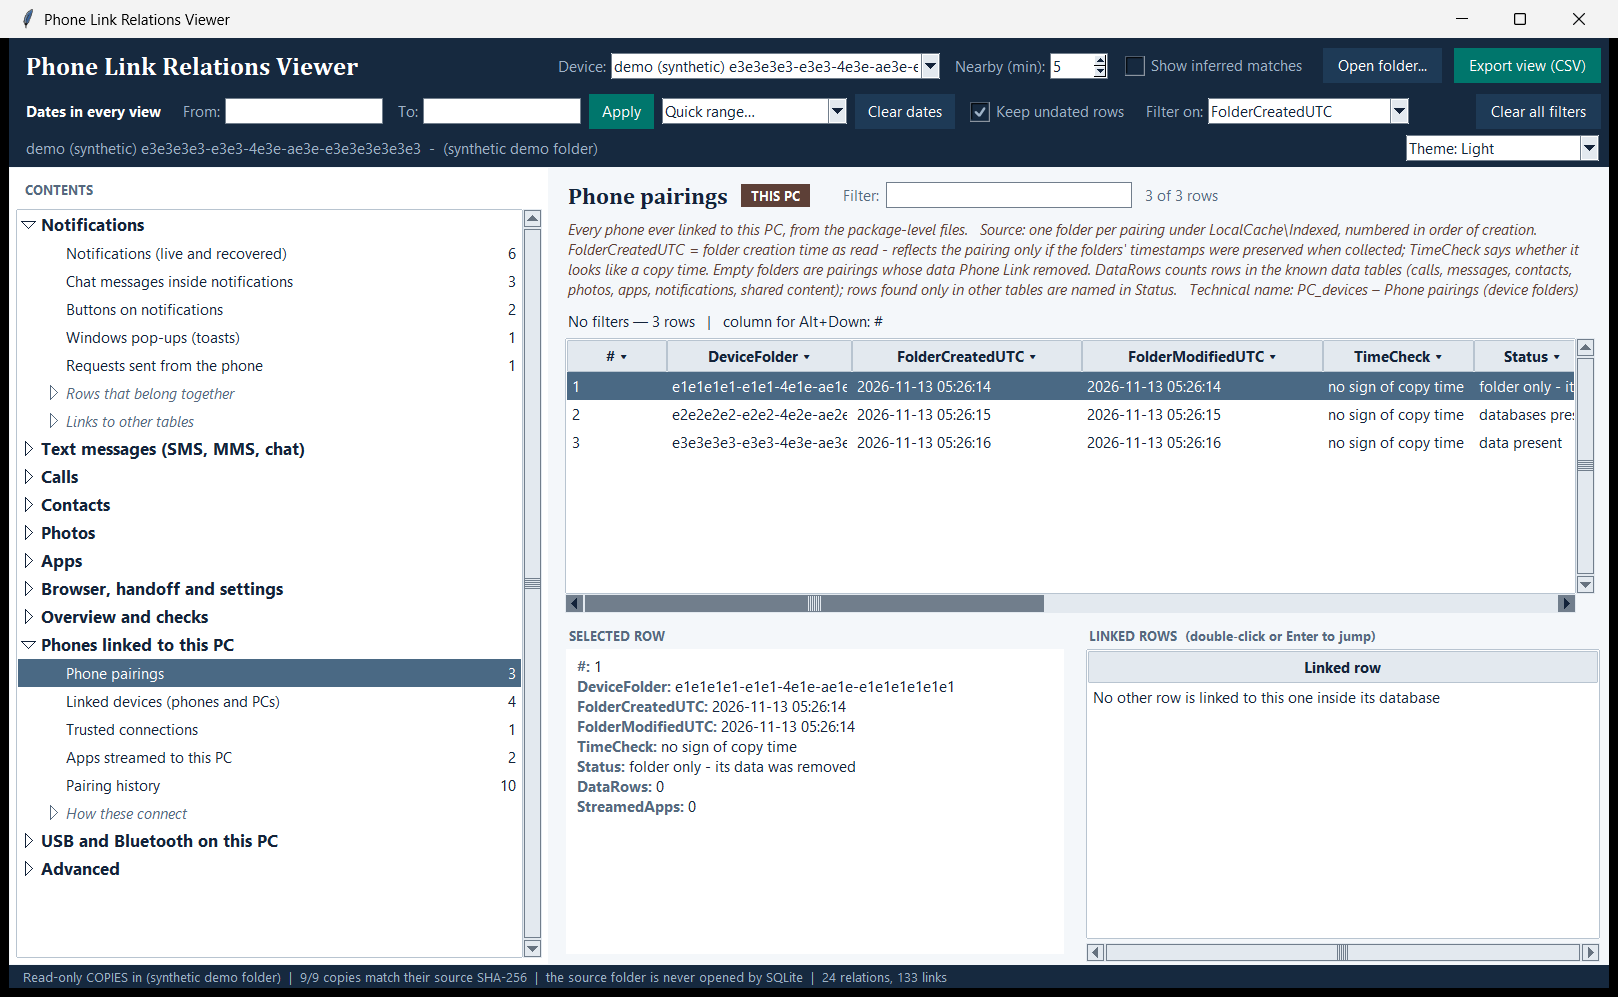 Phone Link Relations Viewer
Phone Link Relations Viewer
Device: demo (synthetic) e3e3e3e3-e3e3-4e3e-ae3e-e Nearby (min): 5 Show inferred matches Open folder... Export view (CSV)
Dates in every view From: To: Apply Quick range... Clear dates Keep undated rows Filter on: FolderCreatedUTC Clear all filters
demo (synthetic) e3e3e3e3-e3e3-4e3e-ae3e-e3e3e3e3e3e3 - (synthetic demo folder) Theme: Light
CONTENTS
Notifications
Notifications (live and recovered) 6
Chat messages inside notifications 3
Buttons on notifications 2
Windows pop-ups (toasts) 1
Requests sent from the phone 1
Rows that belong together
Links to other tables
Text messages (SMS, MMS, chat)
Calls
Contacts
Photos
Apps
Browser, handoff and settings
Overview and checks
Phones linked to this PC
Phone pairings 3
Linked devices (phones and PCs) 4
Trusted connections 1
Apps streamed to this PC 2
Pairing history 10
How these connect
USB and Bluetooth on this PC
Advanced
Phone pairings THIS PC Filter: 3 of 3 rows
Every phone ever linked to this PC, from the package-level files. Source: one folder per pairing under LocalCache\Indexed, numbered in order of creation.
FolderCreatedUTC = folder creation time as read - reflects the pairing only if the folders' timestamps were preserved when collected; TimeCheck says whether it
looks like a copy time. Empty folders are pairings whose data Phone Link removed. DataRows counts rows in the known data tables (calls, messages, contacts,
photos, apps, notifications, shared content); rows found only in other tables are named in Status. Technical name: PC_devices – Phone pairings (device folders)
No filters — 3 rows | column for Alt+Down: #
# DeviceFolder FolderCreatedUTC FolderModifiedUTC TimeCheck Status
1 e1e1e1e1-e1e1-4e1e-ae1e 2026-11-13 05:26:14 2026-11-13 05:26:14 no sign of copy time folder only - it
2 e2e2e2e2-e2e2-4e2e-ae2e 2026-11-13 05:26:15 2026-11-13 05:26:15 no sign of copy time databases pre
3 e3e3e3e3-e3e3-4e3e-ae3e 2026-11-13 05:26:16 2026-11-13 05:26:16 no sign of copy time data present
SELECTED ROW
#: 1
DeviceFolder: e1e1e1e1-e1e1-4e1e-ae1e-e1e1e1e1e1e1
FolderCreatedUTC: 2026-11-13 05:26:14
FolderModifiedUTC: 2026-11-13 05:26:14
TimeCheck: no sign of copy time
Status: folder only - its data was removed
DataRows: 0
StreamedApps: 0
LINKED ROWS (double-click or Enter to jump)
Linked row
No other row is linked to this one inside its database
Read-only COPIES in (synthetic demo folder) | 9/9 copies match their source SHA-256 | the source folder is never opened by SQLite | 24 relations, 133 links